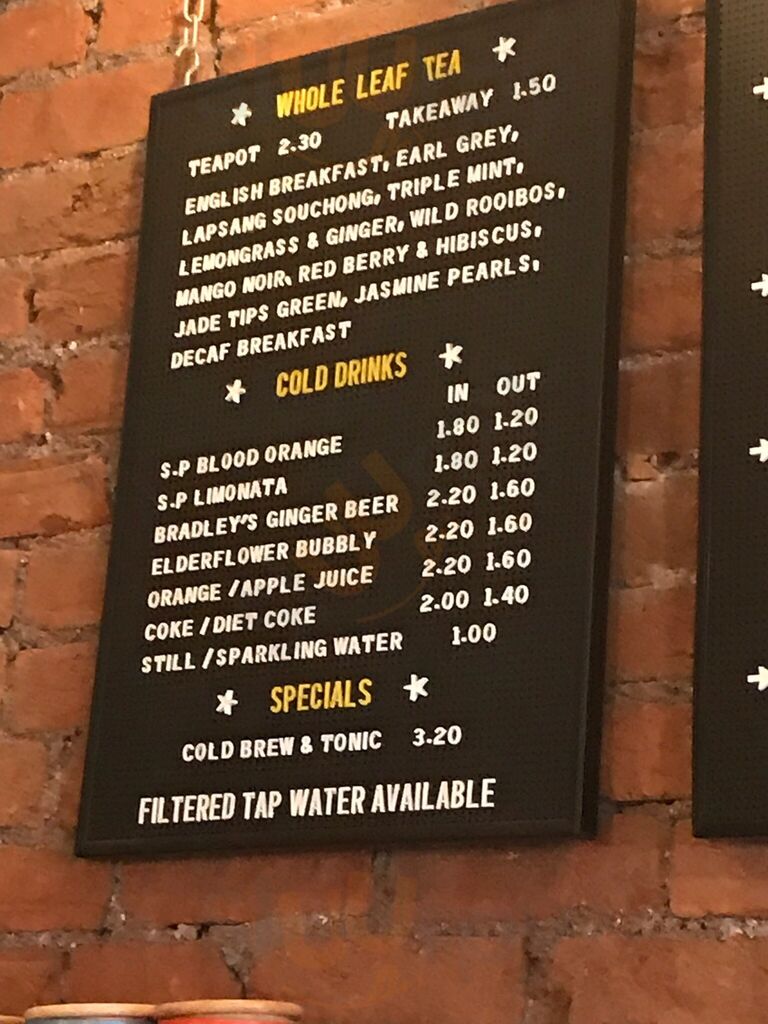 WHOLE LEAF TEA
TEAPOT 2.30 TAKEAWAY 1.50
ENGLISH BREAKFAST, EARL GREY,
LAPSANG SOUCHONG, TRIPLE MINT,
LEMONGRASS & GINGER, WILD ROOIBOS,
MANGO NOIR, RED BERRY & HIBISCUS,
JADE TIPS GREEN, JASMINE PEARLS,
DECAF BREAKFAST
COLD DRINKS
IN OUT
S.P BLOOD ORANGE 1.80 1.20
S.P LIMONATA 1.80 1.20
BRADLEY'S GINGER BEER 2.20 1.60
ELDERFLOWER BUBBLY 2.20 1.60
ORANGE /APPLE JUICE 2.20 1.60
COKE /DIET COKE 2.00 1.40
STILL /SPARKLING WATER 1.00
SPECIALS
COLD BREW & TONIC 3.20
FILTERED TAP WATER AVAILABLE